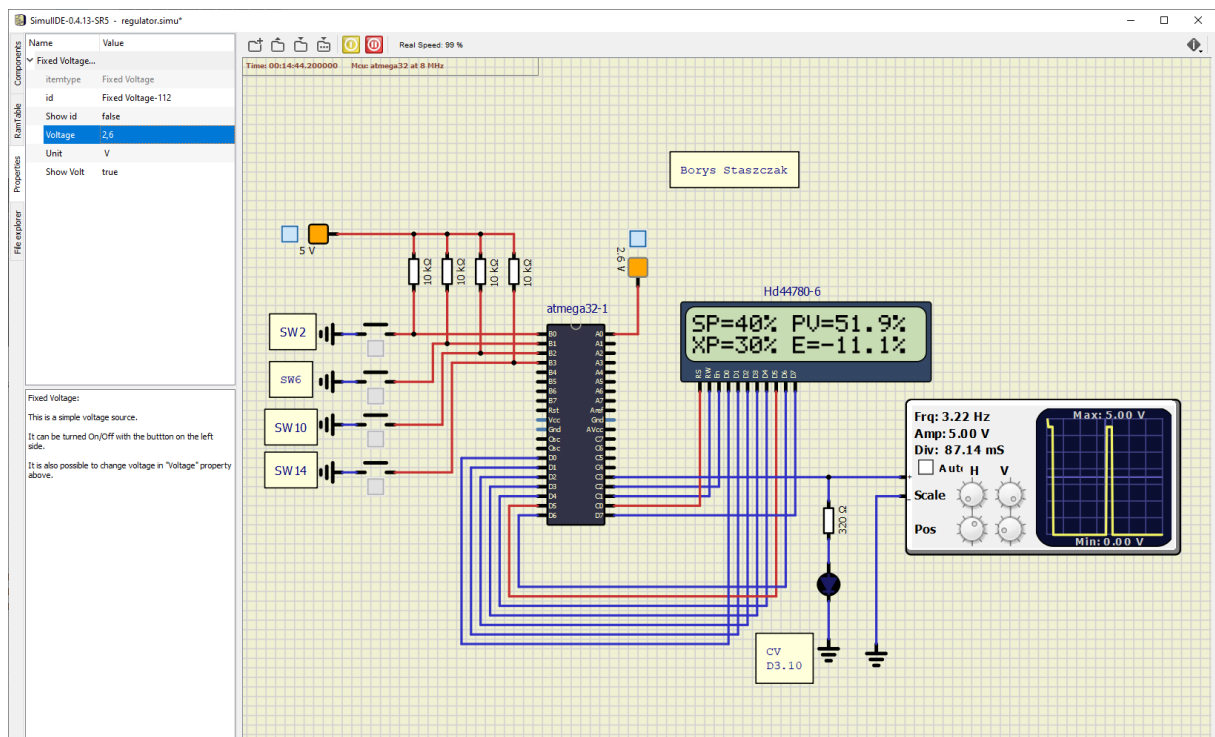 SimulIDE-0.4.13-SR5 - regulator.simu*
Components
RamTable
Properties
File explorer
Name Value
Fixed Voltage...
itemtype Fixed Voltage
id Fixed Voltage-112
Show id false
Voltage 2,6
Unit V
Show Volt true
Fixed Voltage:
This is a simple voltage source.
It can be turned On/Off with the buttton on the left
side.
It is also possible to change voltage in "Voltage" property
above.
Real Speed: 99 %
Time: 00:14:44.200000 Mcu: atmega32 at 8 MHz
Borys Staszczak
5 V
10 kΩ
10 kΩ
10 kΩ
10 kΩ
2.6 V
SW2
SW6
SW10
SW14
atmega32-1
B0 A0
B1 A1
B2 A2
B3 A3
B4 A4
B5 A5
B6 A6
B7 A7
Rst Aref
Vcc Gnd
Gnd AVcc
Osc C7
Osc C6
D0 C5
D1 C4
D2 C3
D3 C2
D4 C1
D5 C0
D6 D7
Hd44780-6
SP=40% PV=51.9%
XP=30% E=-11.1%
RS RW En D0 D1 D2 D3 D4 D5 D6 D7
320 Ω
CV
D3.10
Frq: 3.22 Hz
Amp: 5.00 V
Div: 87.14 mS
Auto H V
Scale
Pos
+
-
Max: 5.00 V
Min: 0.00 V